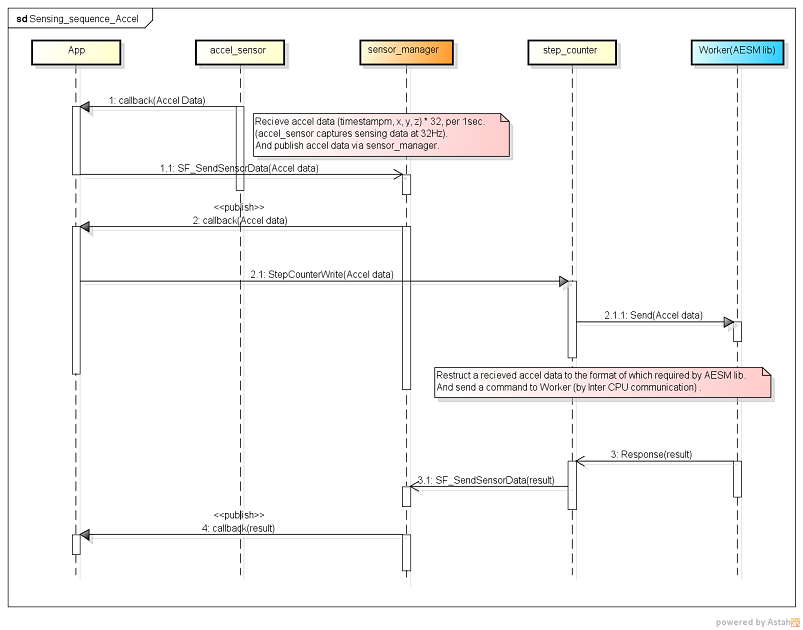 sd Sensing_sequence_Accel
App
accel_sensor
sensor_manager
step_counter
Worker(AESM lib)
1: callback(Accel Data)
Recieve accel data (timestampm, x, y, z) * 32, per 1sec.
(accel_sensor captures sensing data at 32Hz).
And publish accel data via sensor_manager.
1.1: SF_SendSensorData(Accel data)
<<publish>>
2: callback(Accel data)
2.1: StepCounterWrite(Accel data)
2.1.1: Send(Accel data)
Restruct a recieved accel data to the format of which required by AESM lib.
And send a command to Worker (by Inter CPU communication) .
3: Response(result)
3.1: SF_SendSensorData(result)
<<publish>>
4: callback(result)
powered by Astah